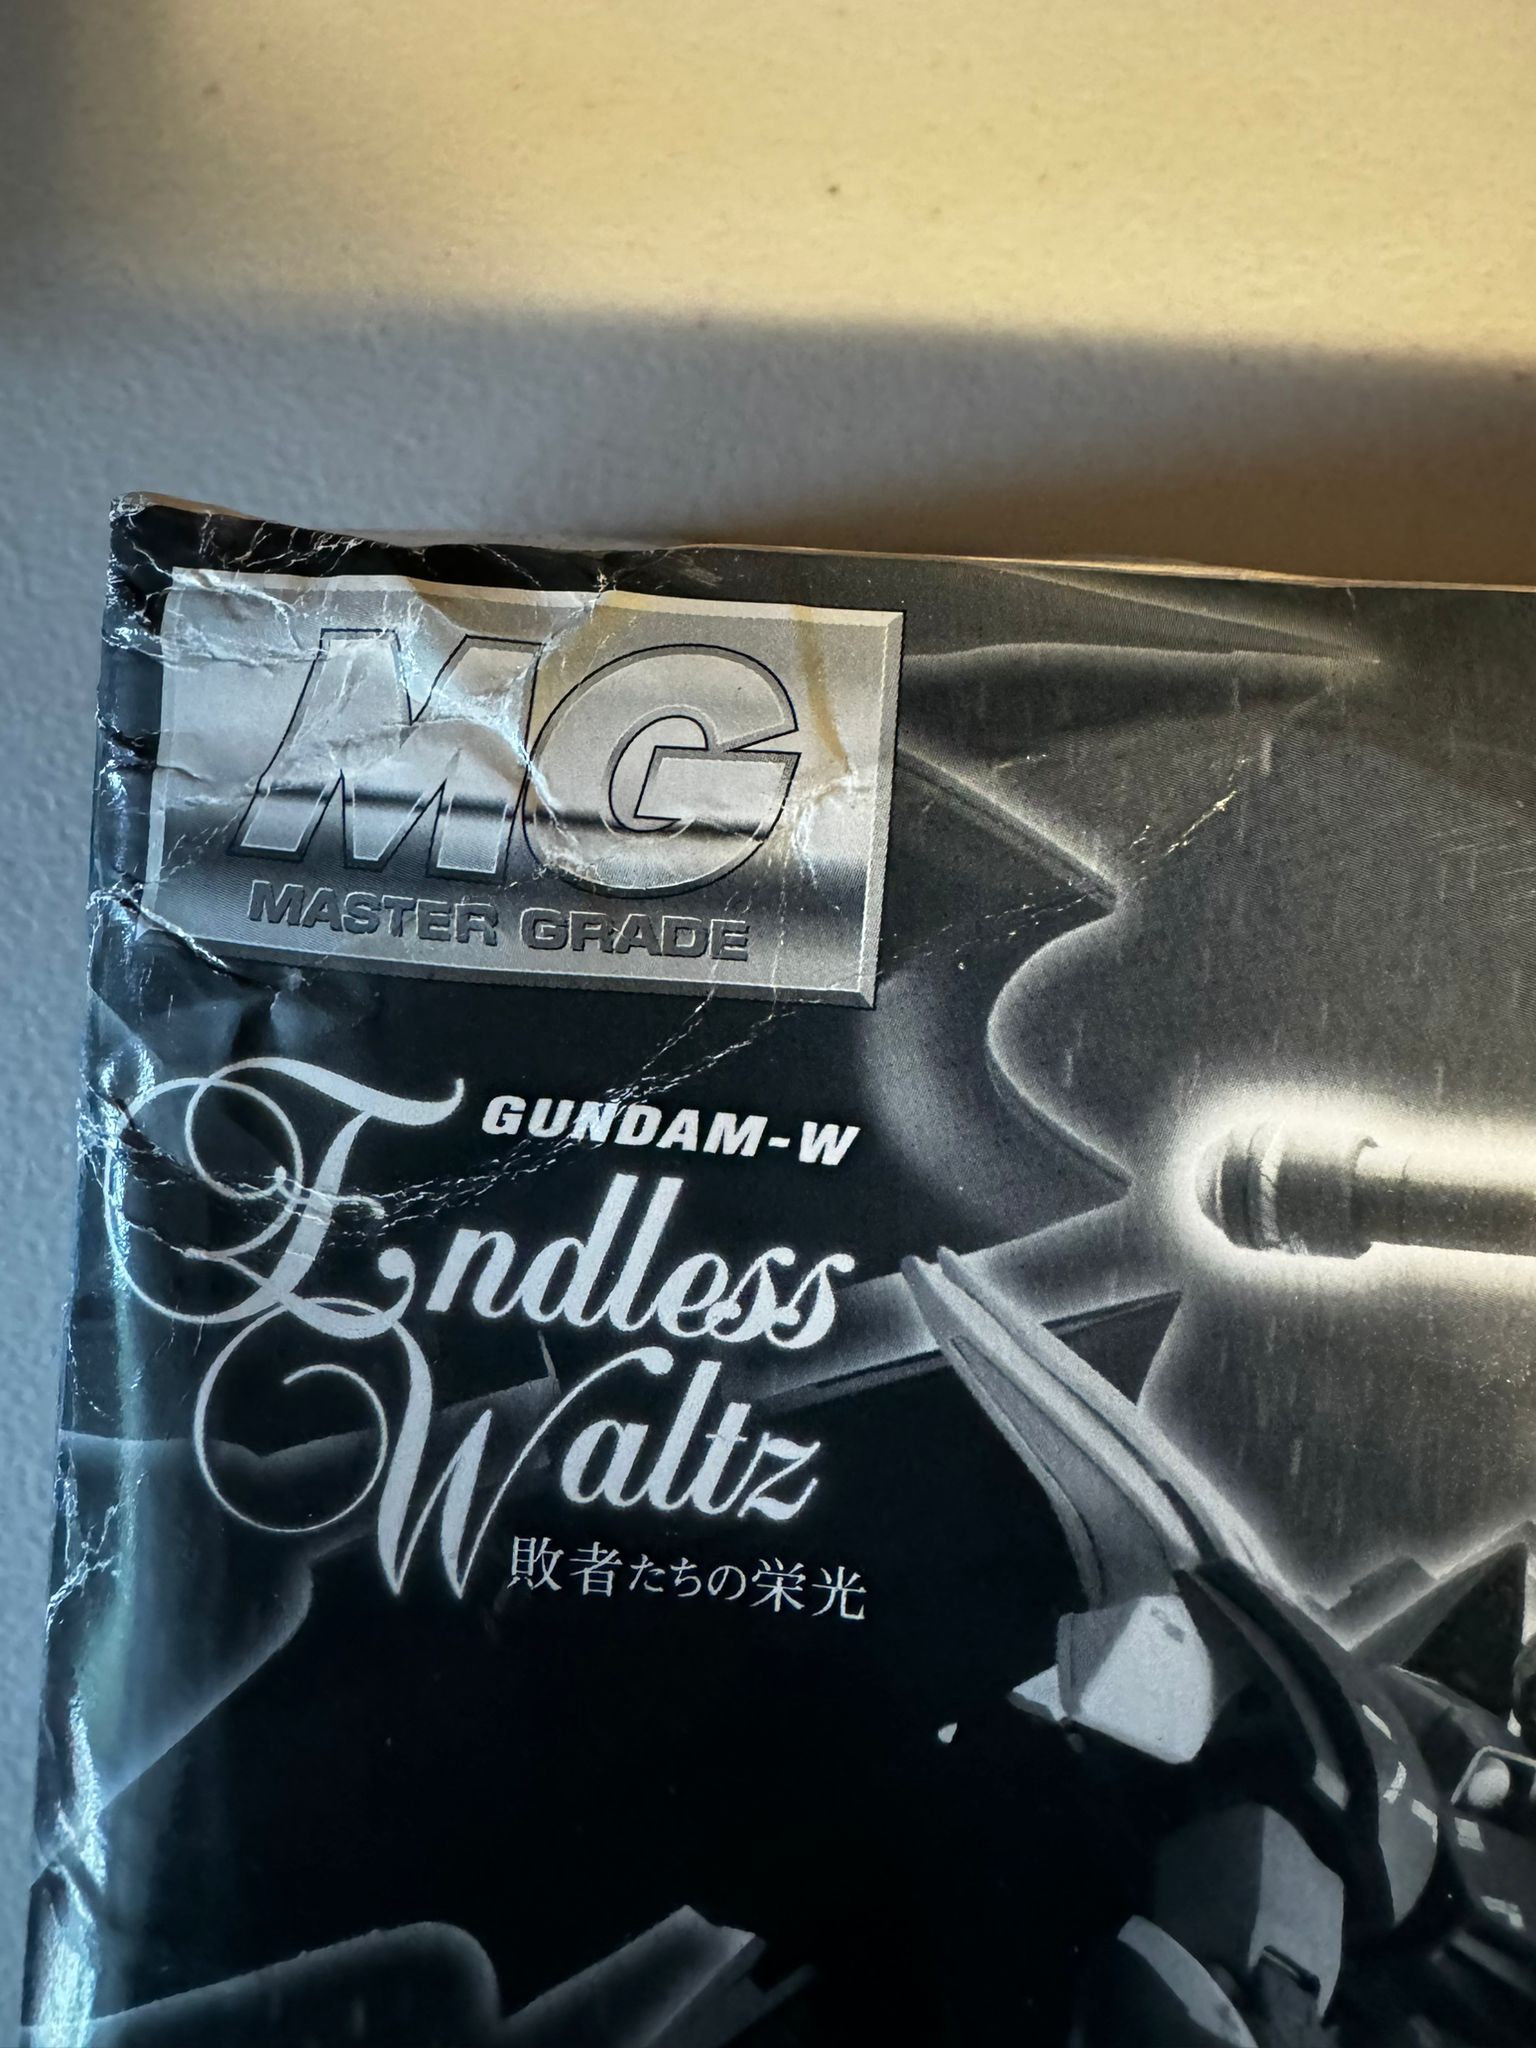 MG
MASTER GRADE
GUNDAM-W
Endless
Waltz
敗者たちの栄光